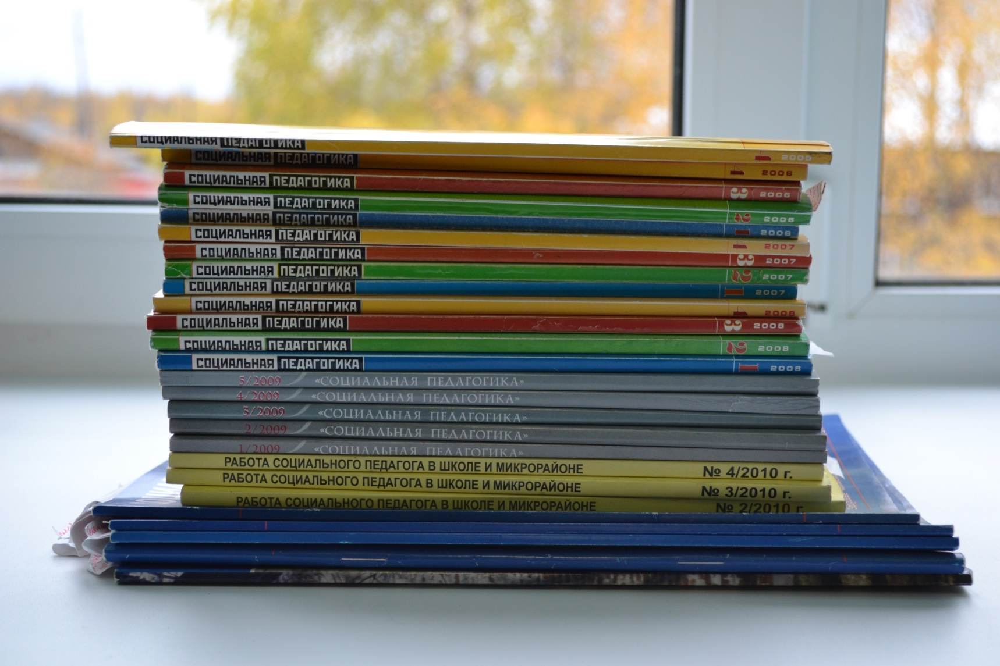 СОЦИАЛЬНАЯ ПЕДАГОГИКА 4 2005
СОЦИАЛЬНАЯ ПЕДАГОГИКА 4 2006
СОЦИАЛЬНАЯ ПЕДАГОГИКА 3 2006
СОЦИАЛЬНАЯ ПЕДАГОГИКА 2 2006
СОЦИАЛЬНАЯ ПЕДАГОГИКА 1 2006
СОЦИАЛЬНАЯ ПЕДАГОГИКА 4 2007
СОЦИАЛЬНАЯ ПЕДАГОГИКА 3 2007
СОЦИАЛЬНАЯ ПЕДАГОГИКА 2 2007
СОЦИАЛЬНАЯ ПЕДАГОГИКА 1 2007
СОЦИАЛЬНАЯ ПЕДАГОГИКА 4 2008
СОЦИАЛЬНАЯ ПЕДАГОГИКА 3 2008
СОЦИАЛЬНАЯ ПЕДАГОГИКА 2 2008
СОЦИАЛЬНАЯ ПЕДАГОГИКА 1 2008
5/2009 «СОЦИАЛЬНАЯ ПЕДАГОГИКА»
4/2009 «СОЦИАЛЬНАЯ ПЕДАГОГИКА»
3/2009 «СОЦИАЛЬНАЯ ПЕДАГОГИКА»
2/2009 «СОЦИАЛЬНАЯ ПЕДАГОГИКА»
1/2009 «СОЦИАЛЬНАЯ ПЕДАГОГИКА»
РАБОТА СОЦИАЛЬНОГО ПЕДАГОГА В ШКОЛЕ И МИКРОРАЙОНЕ № 4/2010 г.
РАБОТА СОЦИАЛЬНОГО ПЕДАГОГА В ШКОЛЕ И МИКРОРАЙОНЕ № 3/2010 г.
РАБОТА СОЦИАЛЬНОГО ПЕДАГОГА В ШКОЛЕ И МИКРОРАЙОНЕ № 2/2010 г.